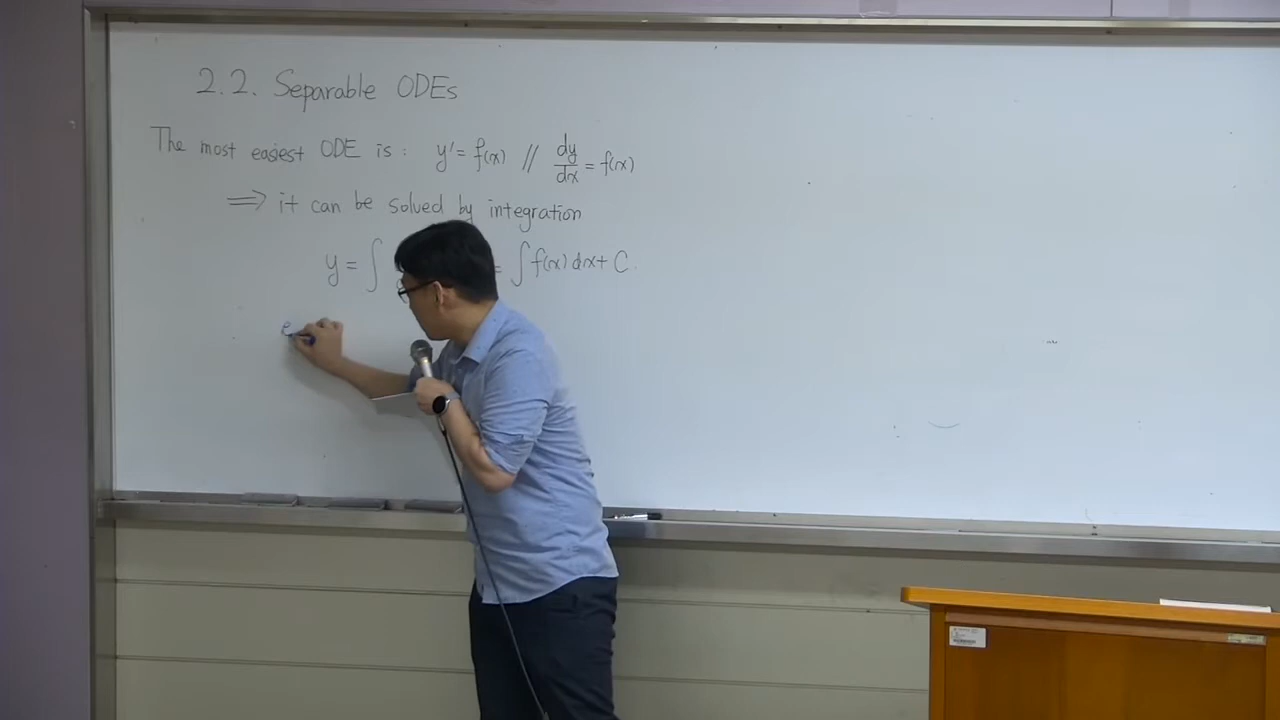 2.2. Separable ODEs
The most easiest ODE is : y' = f(x) // dy/dx = f(x)
⟹ it can be solved by integration
y = ∫ = ∫ f(x) dx + C.
e